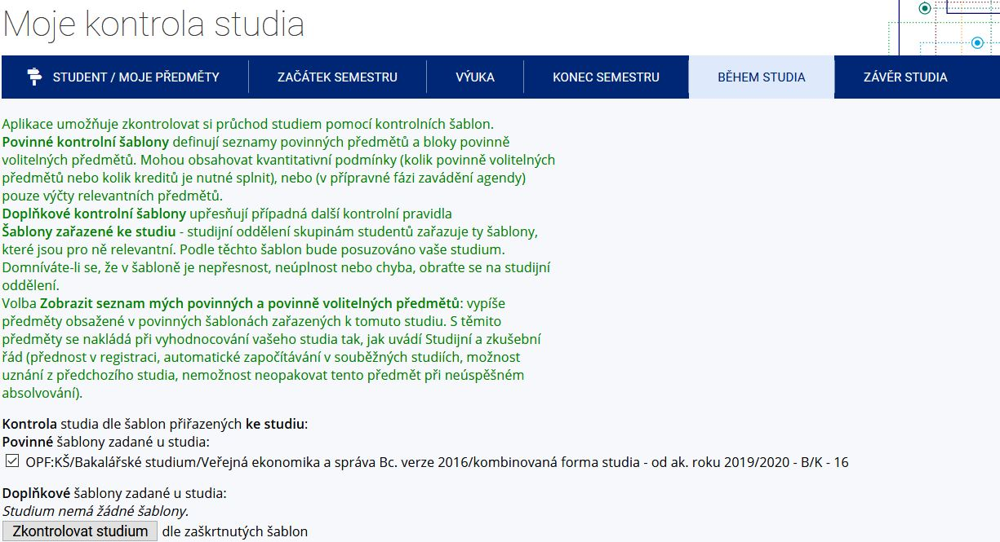 Moje kontrola studia
STUDENT / MOJE PŘEDMĚTY
ZAČÁTEK SEMESTRU
VÝUKA
KONEC SEMESTRU
BĚHEM STUDIA
ZÁVĚR STUDIA
Aplikace umožňuje zkontrolovat si průchod studiem pomocí kontrolních šablon.
Povinné kontrolní šablony definují seznamy povinných předmětů a bloky povinně
volitelných předmětů. Mohou obsahovat kvantitativní podmínky (kolik povinně volitelných
předmětů nebo kolik kreditů je nutné splnit), nebo (v přípravné fázi zavádění agendy)
pouze výčty relevantních předmětů.
Doplňkové kontrolní šablony upřesňují případná další kontrolní pravidla
Šablony zařazené ke studiu - studijní oddělení skupinám studentů zařazuje ty šablony,
které jsou pro ně relevantní. Podle těchto šablon bude posuzováno vaše studium.
Domníváte-li se, že v šabloně je nepřesnost, neúplnost nebo chyba, obraťte se na studijní
oddělení.
Volba Zobrazit seznam mých povinných a povinně volitelných předmětů: vypíše
předměty obsažené v povinných šablonách zařazených k tomuto studiu. S těmito
předměty se nakládá při vyhodnocování vašeho studia tak, jak uvádí Studijní a zkušební
řád (přednost v registraci, automatické započítávání v souběžných studiích, možnost
uznání z předchozího studia, nemožnost neopakovat tento předmět při neúspěšném
absolvování).
Kontrola studia dle šablon přiřazených ke studiu:
Povinné šablony zadané u studia:
OPF:KŠ/Bakalářské studium/Veřejná ekonomika a správa Bc. verze 2016/kombinovaná forma studia - od ak. roku 2019/2020 - B/K - 16
Doplňkové šablony zadané u studia:
Studium nemá žádné šablony.
Zkontrolovat studium dle zaškrtnutých šablon